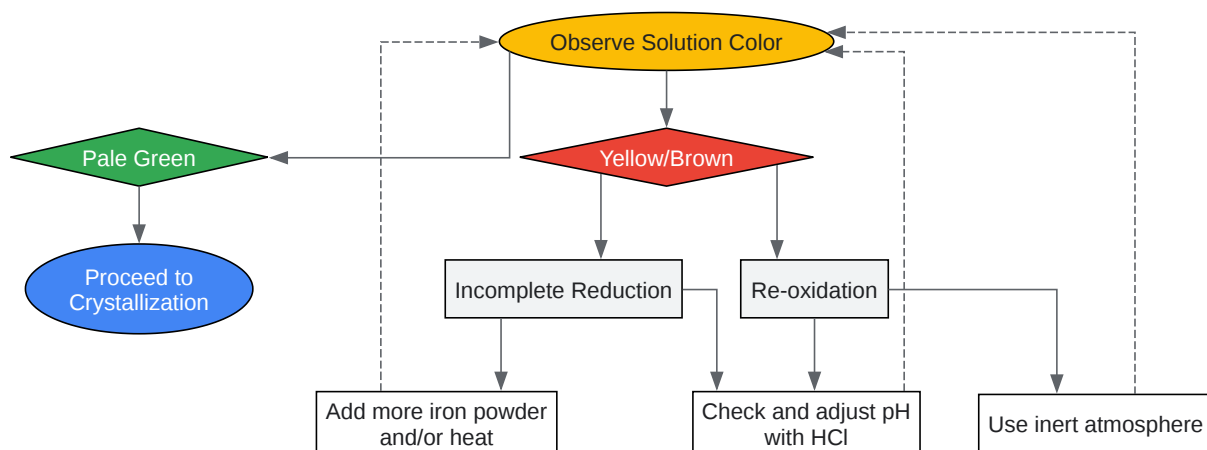 Observe Solution Color
Pale Green
Yellow/Brown
Proceed to
Crystallization
Incomplete Reduction
Re-oxidation
Add more iron powder
and/or heat
Check and adjust pH
with HCl
Use inert atmosphere